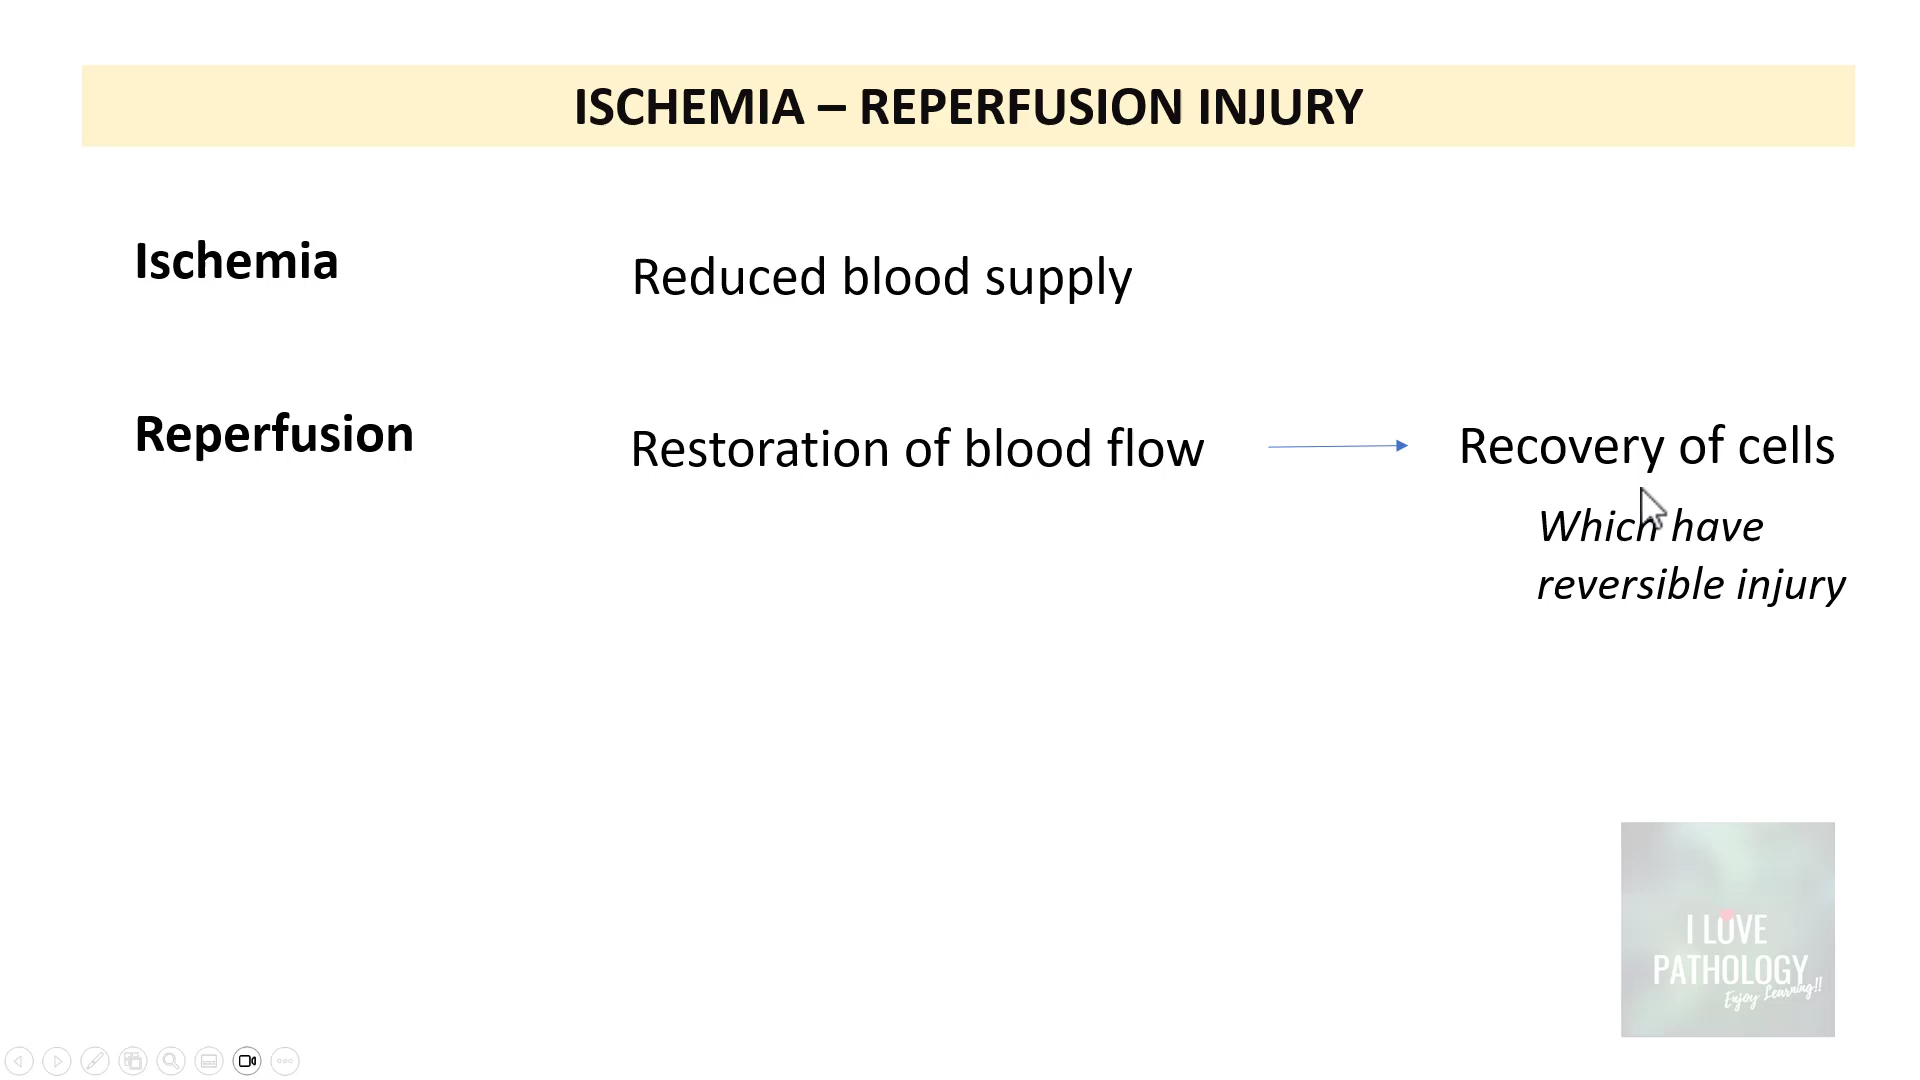 ISCHEMIA – REPERFUSION INJURY
Ischemia
Reduced blood supply
Reperfusion
Restoration of blood flow
Recovery of cells
Which have
reversible injury
I LOVE
PATHOLOGY
Enjoy Learning!!